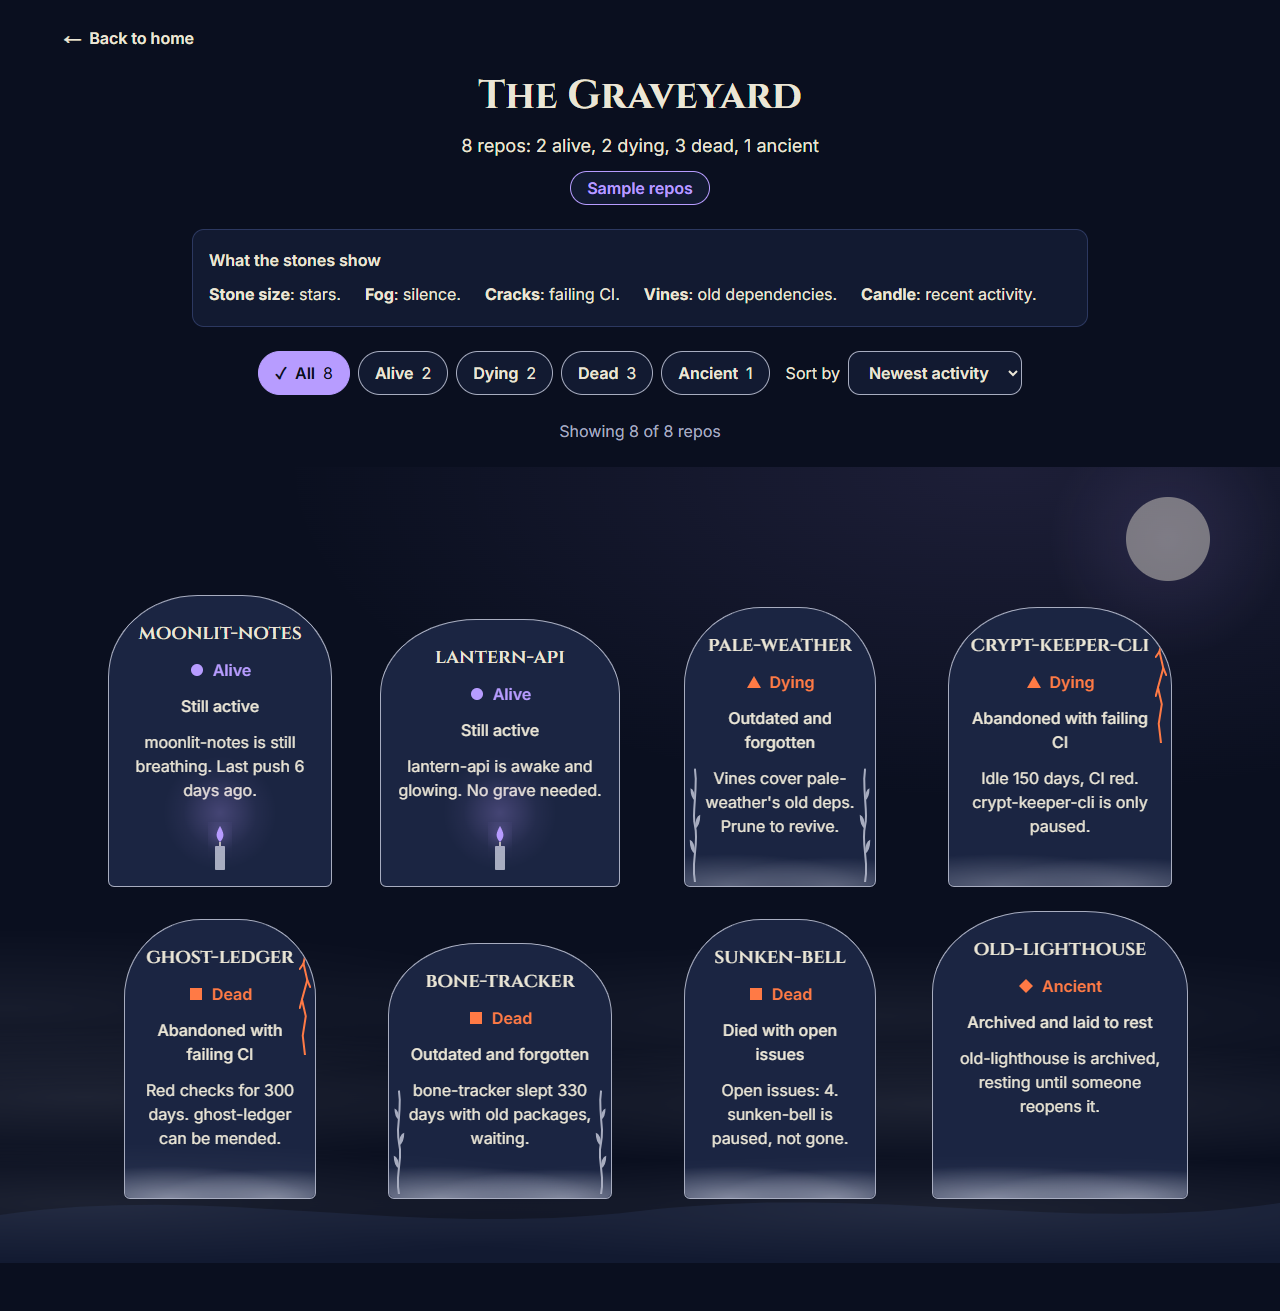 ← Back to home
The Graveyard
8 repos: 2 alive, 2 dying, 3 dead, 1 ancient
Sample repos
What the stones show
Stone size: stars. Fog: silence. Cracks: failing CI. Vines: old dependencies. Candle: recent activity.
✓ All 8 Alive 2 Dying 2 Dead 3 Ancient 1 Sort by Newest activity
Showing 8 of 8 repos
moonlit-notes
Alive
Still active
moonlit-notes is still
breathing. Last push 6
days ago.
lantern-api
Alive
Still active
lantern-api is awake and
glowing. No grave needed.
pale-weather
Dying
Outdated and
forgotten
Vines cover pale-
weather's old deps.
Prune to revive.
crypt-keeper-cli
Dying
Abandoned with failing
CI
Idle 150 days, CI red.
crypt-keeper-cli is only
paused.
ghost-ledger
Dead
Abandoned with
failing CI
Red checks for 300
days. ghost-ledger
can be mended.
bone-tracker
Dead
Outdated and forgotten
bone-tracker slept 330
days with old packages,
waiting.
sunken-bell
Dead
Died with open
issues
Open issues: 4.
sunken-bell is
paused, not gone.
old-lighthouse
Ancient
Archived and laid to rest
old-lighthouse is archived,
resting until someone
reopens it.